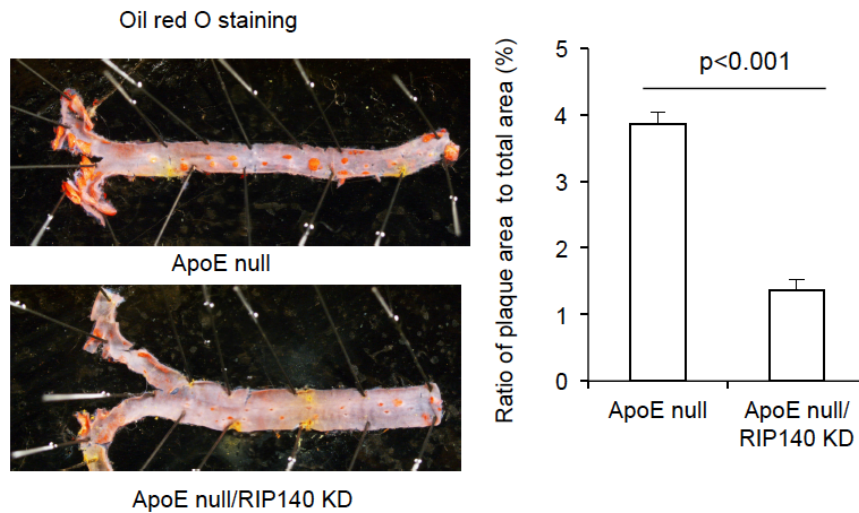 Oil red O staining
ApoE null
ApoE null/RIP140 KD
Ratio of plaque area to total area (%)
5
4
3
2
1
0
p<0.001
ApoE null
ApoE null/
RIP140 KD